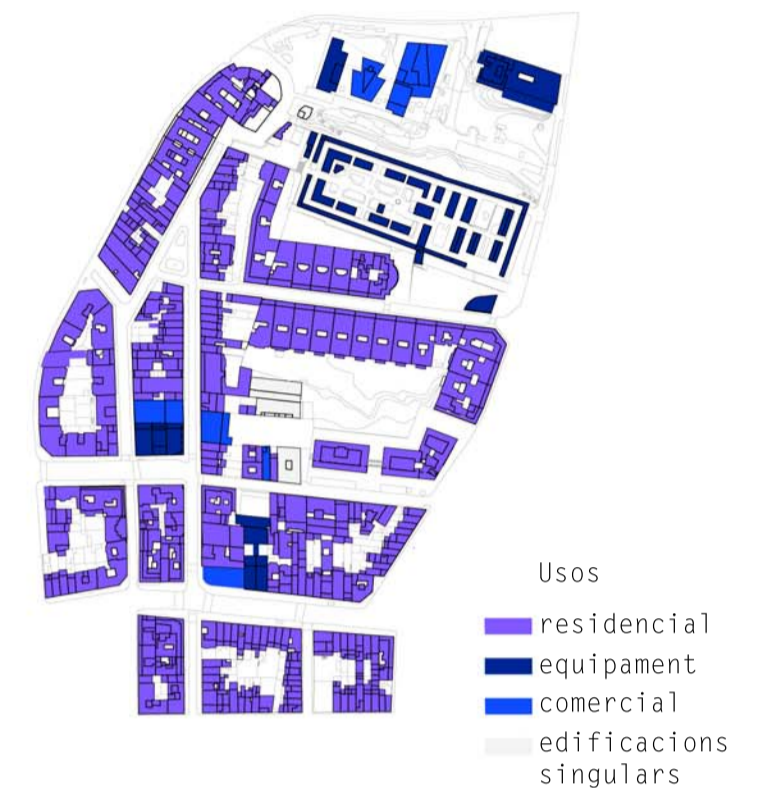 Usos
residencial
equipament
comercial
edificacions
singulars